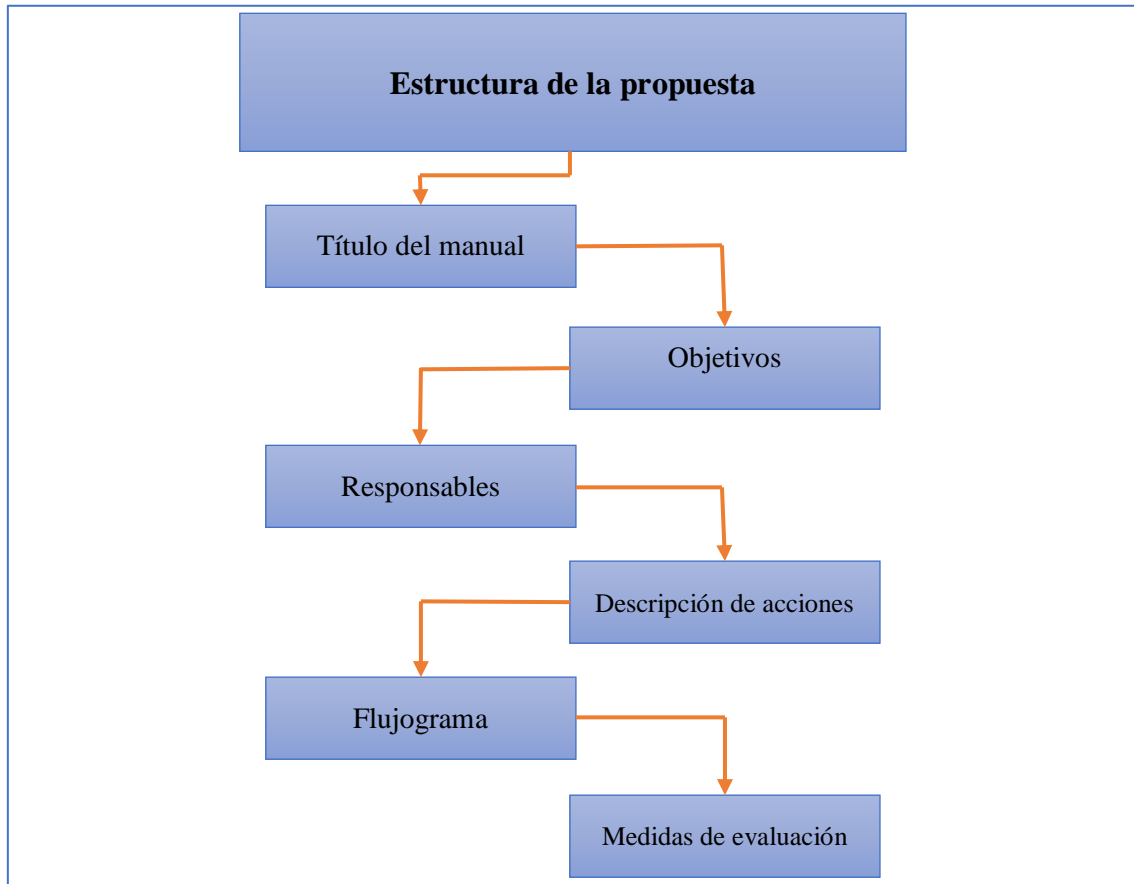 Estructura de la propuesta
Título del manual
Objetivos
Responsables
Descripción de acciones
Flujograma
Medidas de evaluación